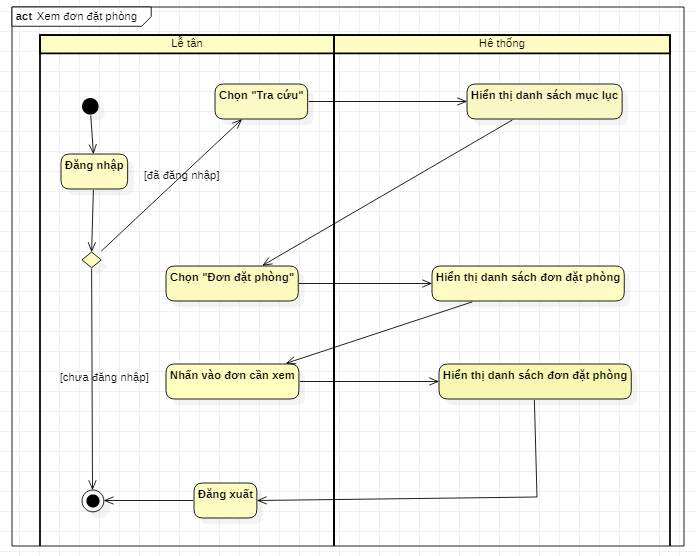 act Xem đơn đặt phòng
Lễ tân
Hệ thống
Chọn "Tra cứu"
Hiển thị danh sách mục lục
Đăng nhập
[đã đăng nhập]
Chọn "Đơn đặt phòng"
Hiển thị danh sách đơn đặt phòng
Nhấn vào đơn cần xem
Hiển thị danh sách đơn đặt phòng
[chưa đăng nhập]
Đăng xuất